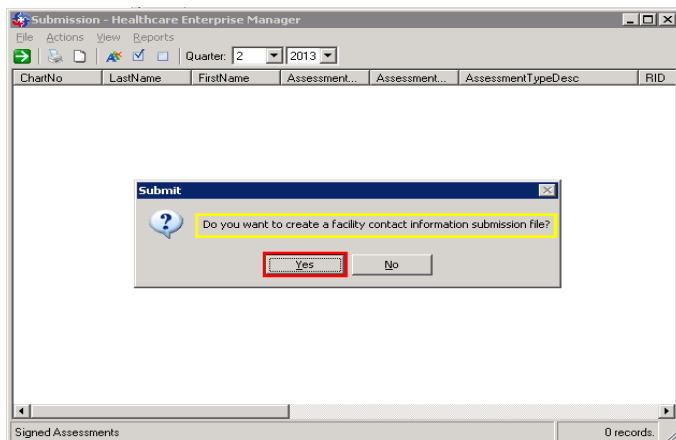 Submission - Healthcare Enterprise Manager
File Actions View Reports
Quarter: 2 2013
ChartNo LastName FirstName Assessment... Assessment... AssessmentTypeDesc RID
Submit
Do you want to create a facility contact information submission file?
Yes No
Signed Assessments 0 records.